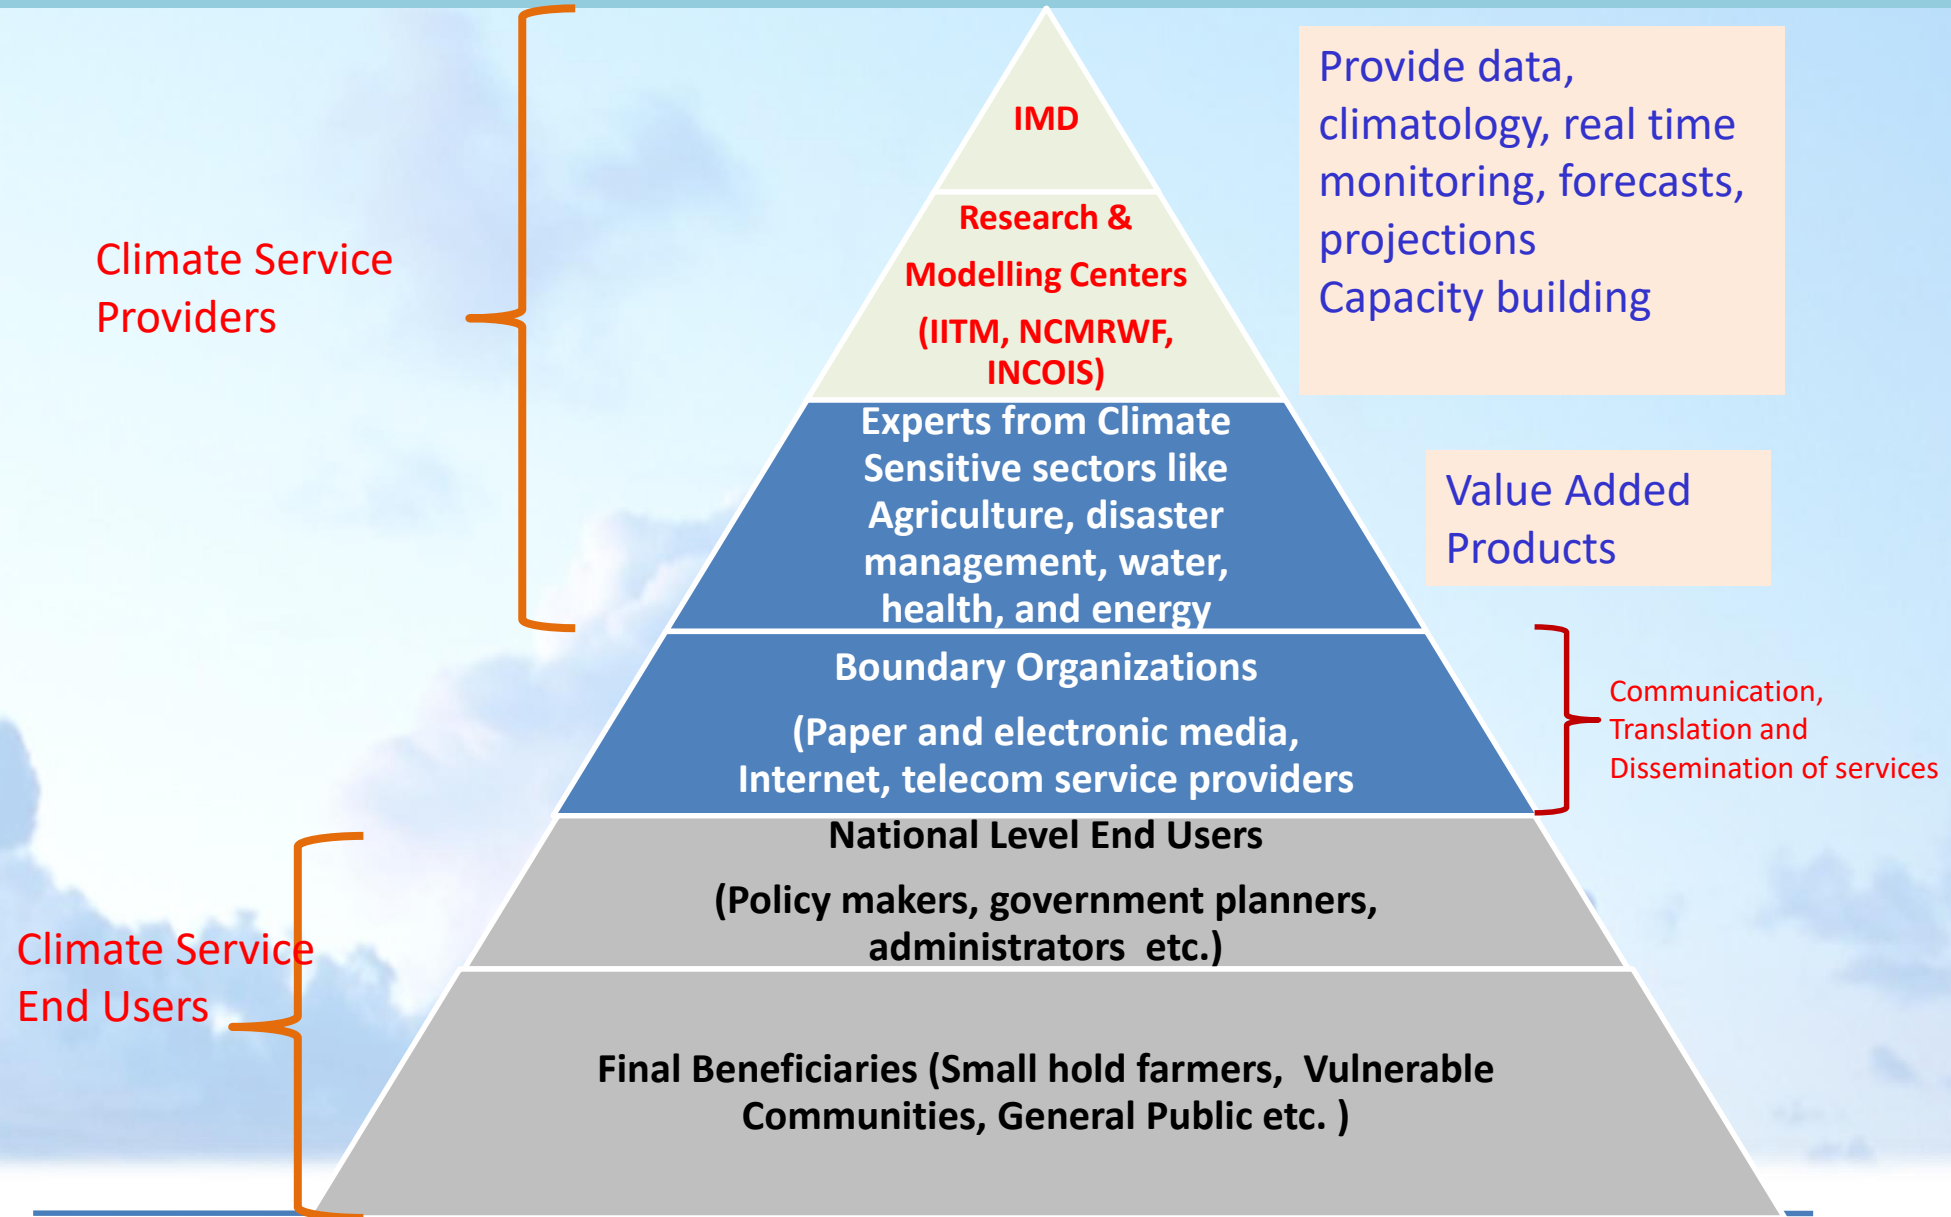 IMD
Research &
Modelling Centers
(IITM, NCMRWF,
INCOIS)
Experts from Climate
Sensitive sectors like
Agriculture, disaster
management, water,
health, and energy
Boundary Organizations
(Paper and electronic media,
Internet, telecom service providers
National Level End Users
(Policy makers, government planners,
administrators  etc.)
Final Beneficiaries (Small hold farmers,  Vulnerable
Communities, General Public etc. )
Climate Service
Providers
Climate Service
End Users
Provide data,
climatology, real time
monitoring, forecasts,
projections
Capacity building
Value Added
Products
Communication,
Translation and
Dissemination of services